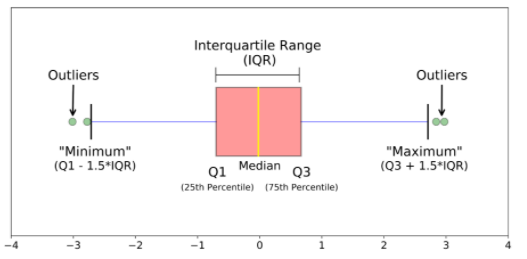 Interquartile Range
(IQR)
Outliers
Outliers
"Minimum"
(Q1 - 1.5*IQR)
"Maximum"
(Q3 + 1.5*IQR)
Q1
Median
Q3
(25th Percentile)
(75th Percentile)
−4
−3
−2
−1
0
1
2
3
4